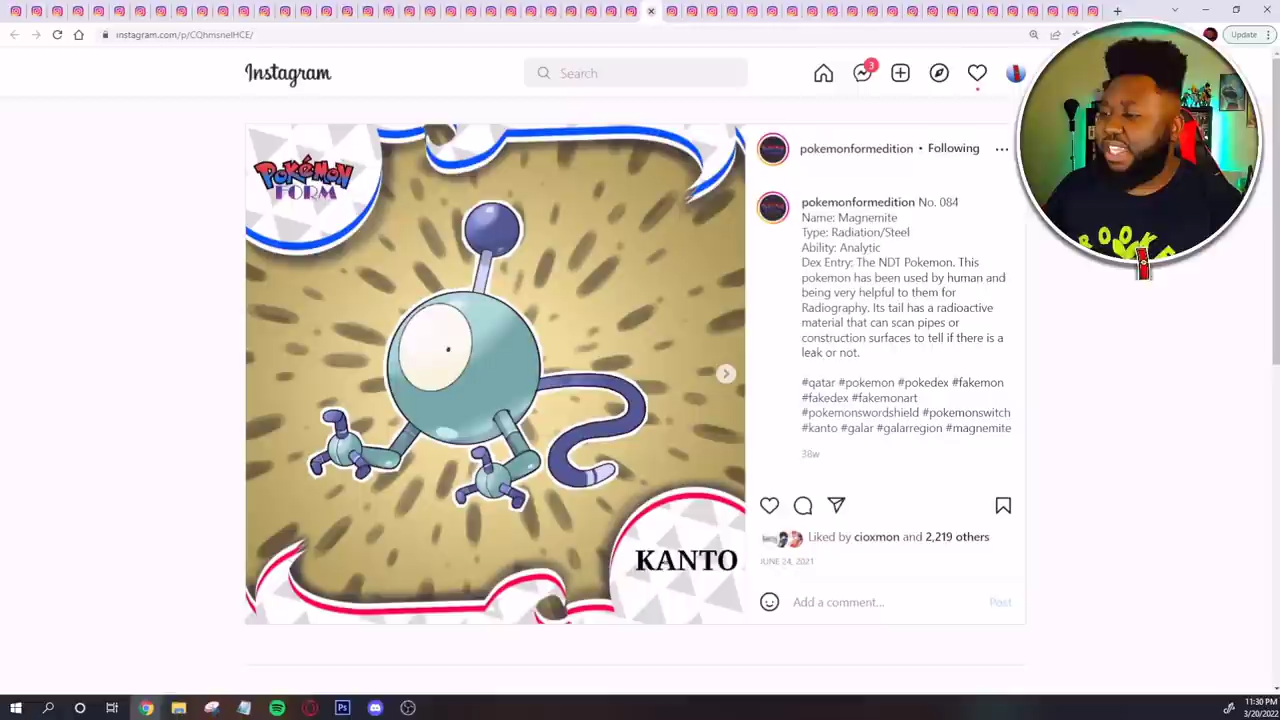 instagram.com/p/CQhmsnelHCE/
Update
Instagram
Search
3
POKéMON
FORM
KANTO
pokemonformedition • Following
pokemonformedition No. 084
Name: Magnemite
Type: Radiation/Steel
Ability: Analytic
Dex Entry: The NDT Pokemon. This
pokemon has been used by human and
being very helpful to them for
Radiography. Its tail has a radioactive
material that can scan pipes or
construction surfaces to tell if there is a
leak or not.
#qatar #pokemon #pokedex #fakemon
#fakedex #fakemonart
#pokemonswordshield #pokemonswitch
#kanto #galar #galarregion #magnemite
38w
Liked by cioxmon and 2,219 others
JUNE 24, 2021
Add a comment...
Post
Ps
11:30 PM
3/20/2022